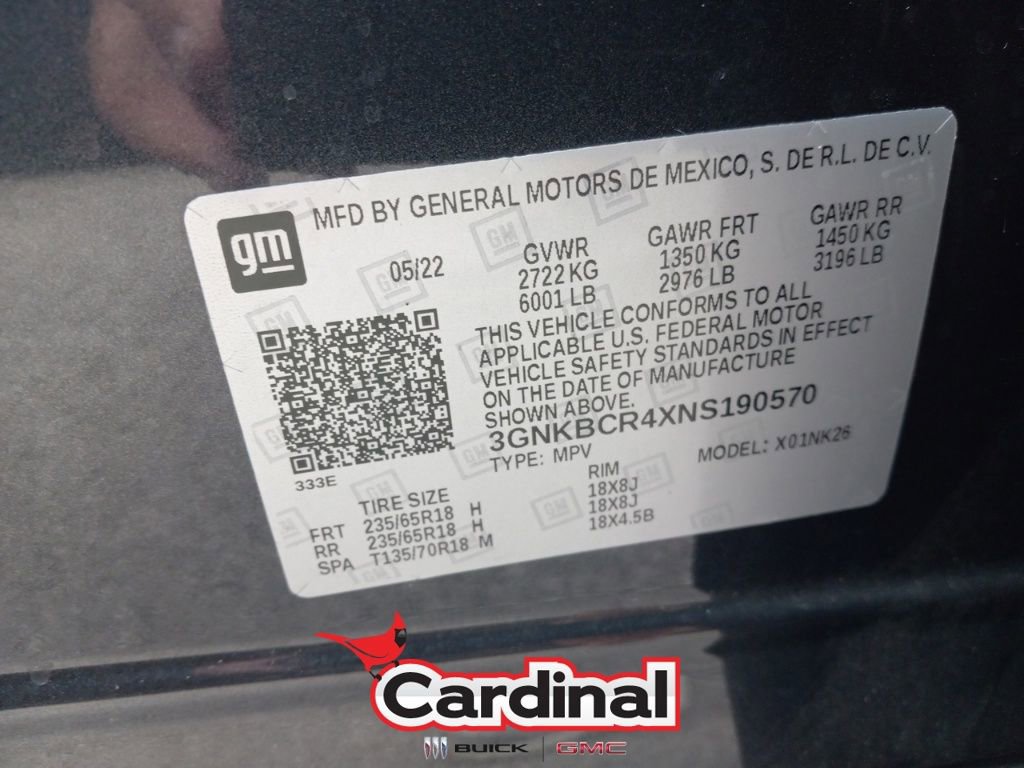 gm
MFD BY GENERAL MOTORS DE MEXICO, S. DE R.L. DE C.V.
05/22
GVWR
2722 KG
6001 LB
GAWR FRT
1350 KG
2976 LB
GAWR RR
1450 KG
3196 LB
THIS VEHICLE CONFORMS TO ALL
APPLICABLE U.S. FEDERAL MOTOR
VEHICLE SAFETY STANDARDS IN EFFECT
ON THE DATE OF MANUFACTURE
SHOWN ABOVE.
3GNKBCR4XNS190570
TYPE: MPV MODEL: X01NK26
333E
TIRE SIZE RIM
FRT 235/65R18 H 18X8J
RR 235/65R18 H 18X8J
SPA T135/70R18 M 18X4.5B
Cardinal
BUICK | GMC